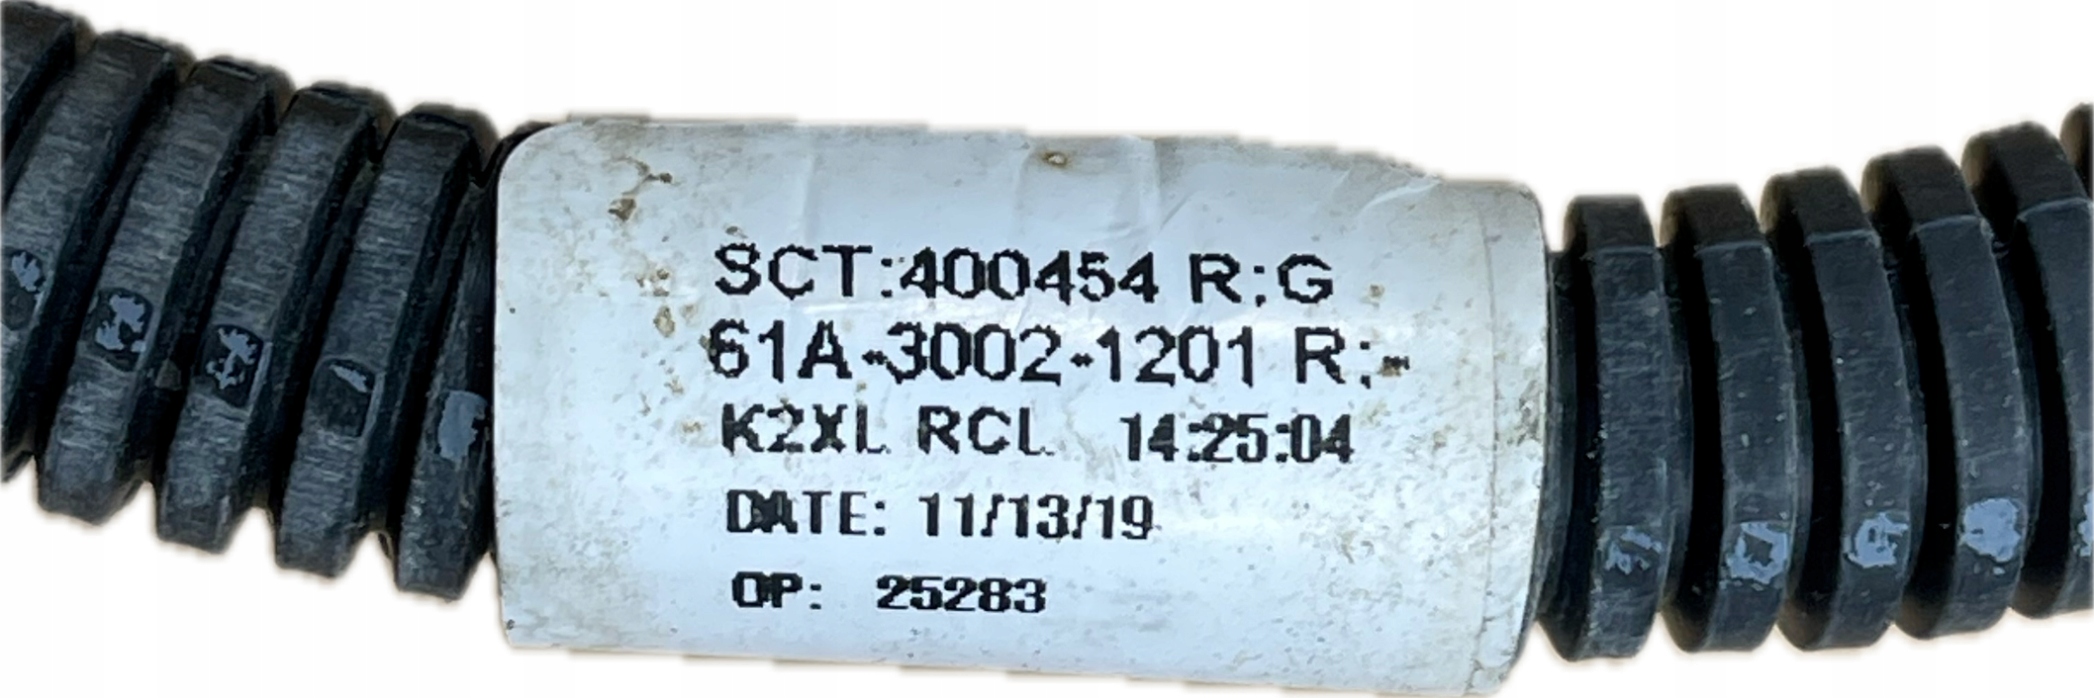 SCT:400454 R:G
61A-3002-1201 R:-
K2XL RCL 14:25:04
DATE: 11/13/19
OP: 25283